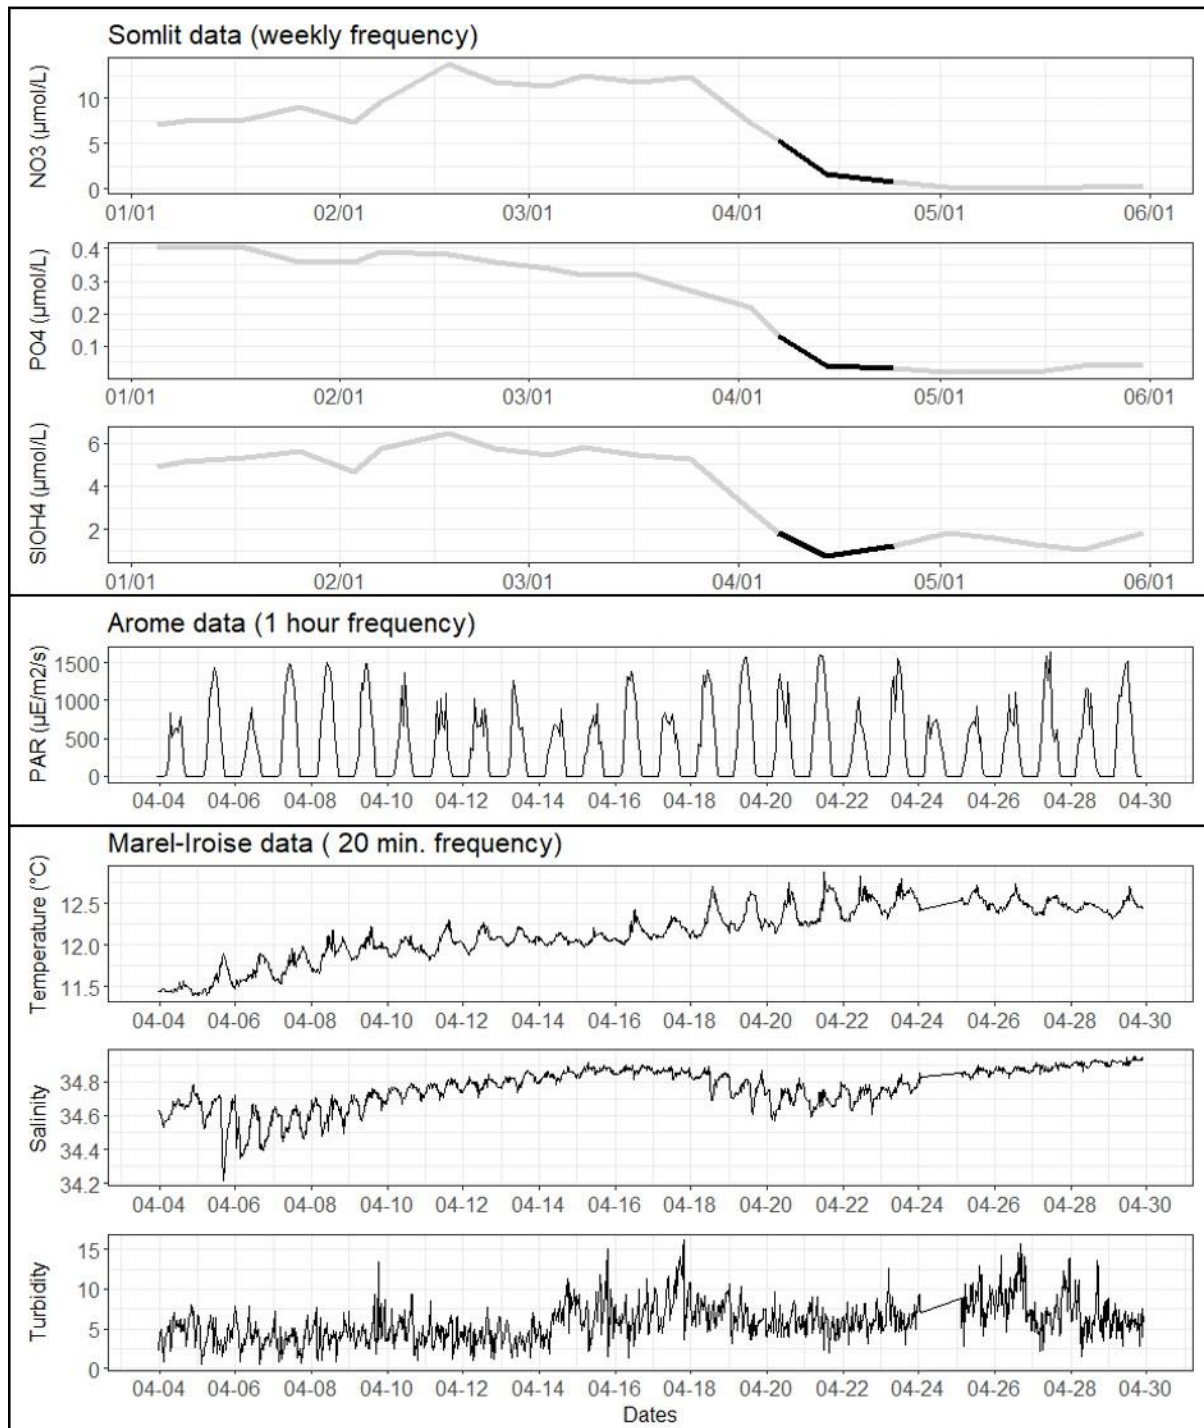 Somlit data (weekly frequency)
NO3 (µmol/L)
10
5
0
01/01 02/01 03/01 04/01 05/01 06/01
PO4 (µmol/L)
0.4
0.3
0.2
0.1
01/01 02/01 03/01 04/01 05/01 06/01
SIOH4 (µmol/L)
6
4
2
01/01 02/01 03/01 04/01 05/01 06/01
Arome data (1 hour frequency)
PAR (µE/m2/s)
1500
1000
500
0
04-04 04-06 04-08 04-10 04-12 04-14 04-16 04-18 04-20 04-22 04-24 04-26 04-28 04-30
Marel-Iroise data ( 20 min. frequency)
Temperature (°C)
12.5
12.0
11.5
04-04 04-06 04-08 04-10 04-12 04-14 04-16 04-18 04-20 04-22 04-24 04-26 04-28 04-30
Salinity
34.8
34.6
34.4
34.2
04-04 04-06 04-08 04-10 04-12 04-14 04-16 04-18 04-20 04-22 04-24 04-26 04-28 04-30
Turbidity
15
10
5
0
04-04 04-06 04-08 04-10 04-12 04-14 04-16 04-18 04-20 04-22 04-24 04-26 04-28 04-30
Dates